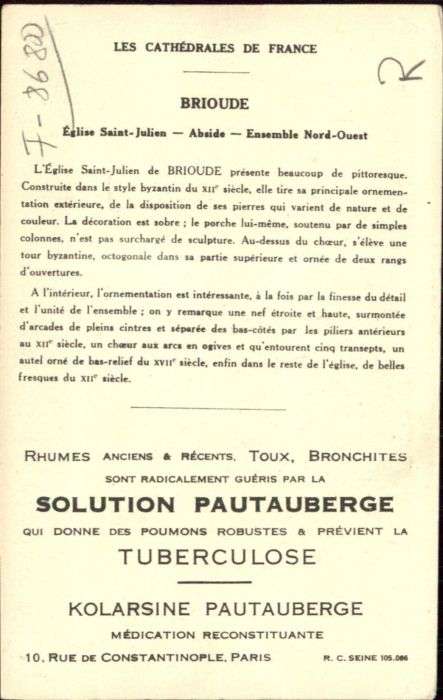 F-86800
R
LES CATHÉDRALES DE FRANCE
BRIOUDE
Église Saint-Julien — Abside — Ensemble Nord-Ouest
L'Église Saint-Julien de BRIOUDE présente beaucoup de pittoresque.
Construite dans le style byzantin du XIIe siècle, elle tire sa principale ornemen-
tation extérieure, de la disposition de ses pierres qui varient de nature et de
couleur. La décoration est sobre ; le porche lui-même, soutenu par de simples
colonnes, n'est pas surchargé de sculpture. Au-dessus du chœur, s'élève une
tour byzantine, octogonale dans sa partie supérieure et ornée de deux rangs
d'ouvertures.
A l'intérieur, l'ornementation est intéressante, à la fois par la finesse du détail
et l'unité de l'ensemble ; on y remarque une nef étroite et haute, surmontée
d'arcades de pleins cintres et séparée des bas-côtés par les piliers antérieurs
au XIIe siècle, un chœur aux arcs en ogives et qu'entourent cinq transepts, un
autel orné de bas-relief du XVIIe siècle, enfin dans le reste de l'église, de belles
fresques du XIIe siècle.
RHUMES ANCIENS & RÉCENTS, TOUX, BRONCHITES
SONT RADICALEMENT GUÉRIS PAR LA
SOLUTION PAUTAUBERGE
QUI DONNE DES POUMONS ROBUSTES & PRÉVIENT LA
TUBERCULOSE
KOLARSINE PAUTAUBERGE
MÉDICATION RECONSTITUANTE
10, RUE DE CONSTANTINOPLE, PARIS R. C. SEINE 105.086